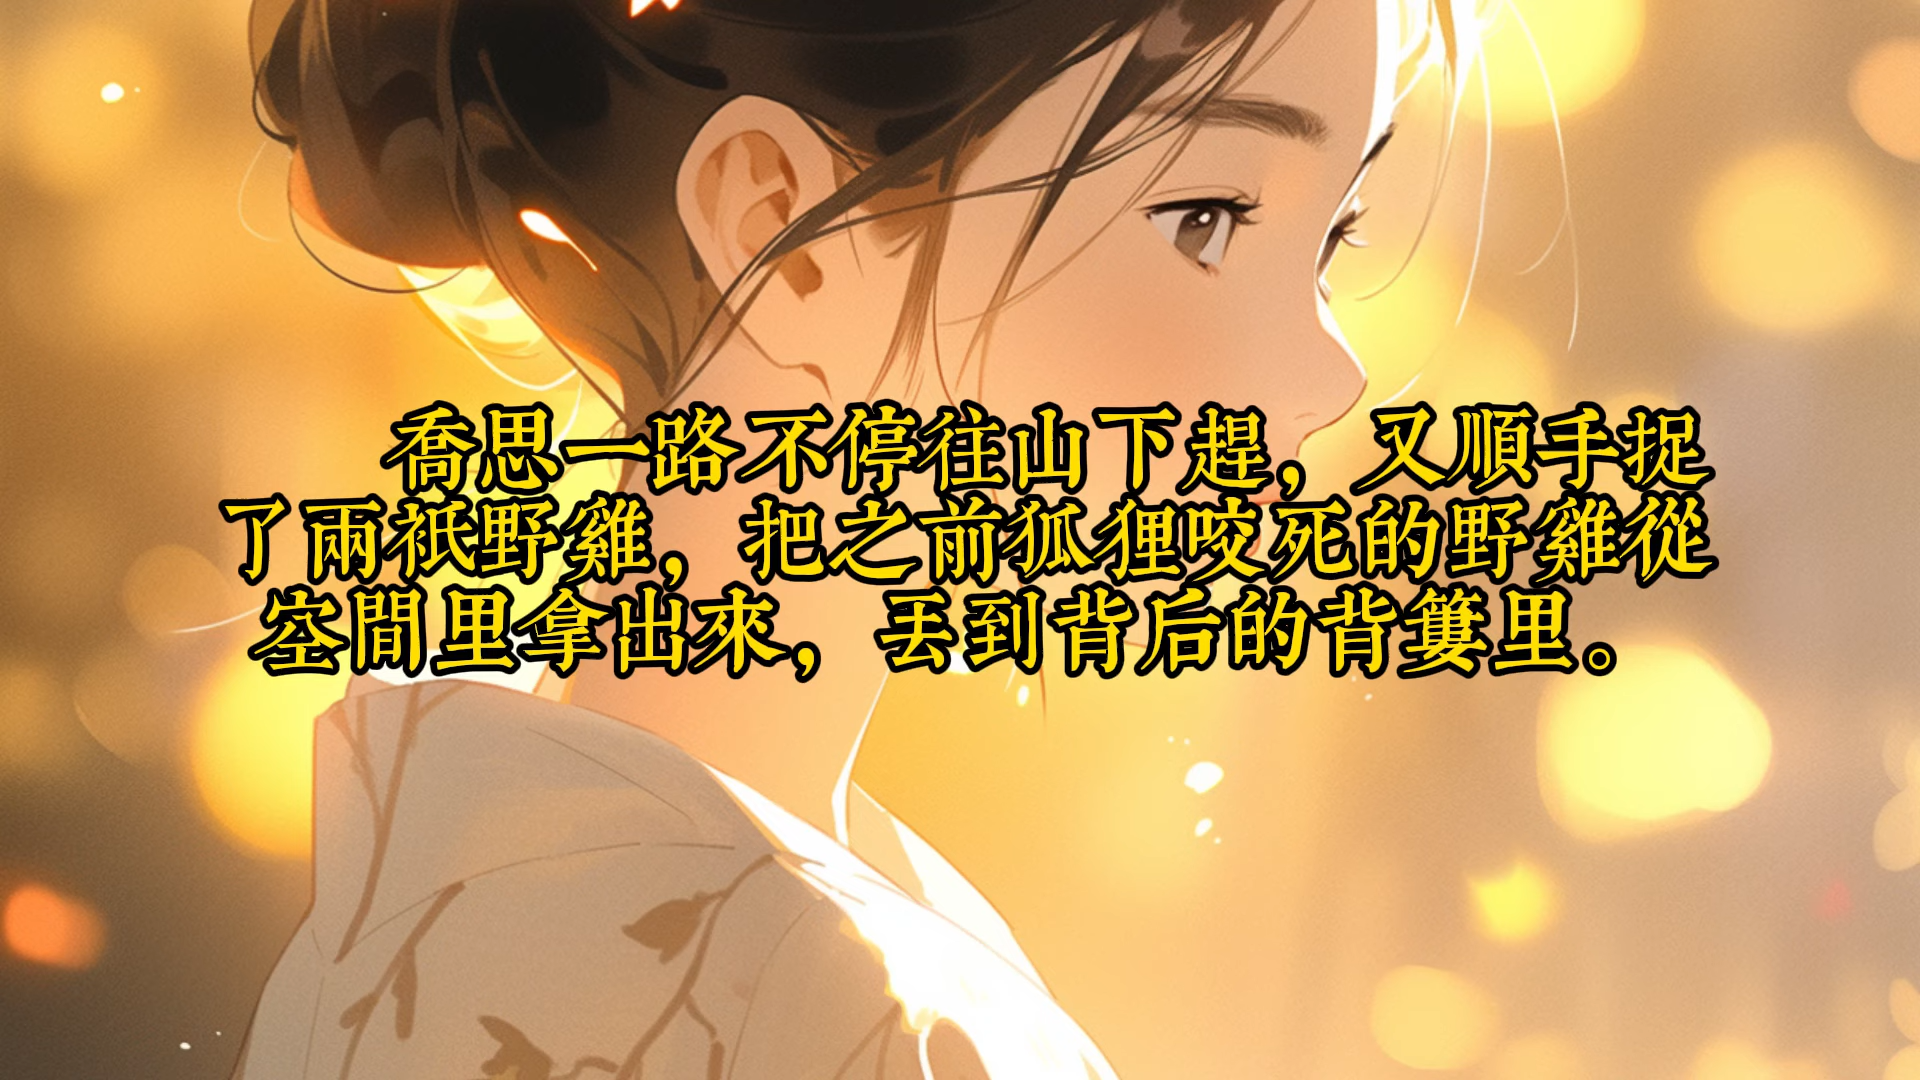 喬思一路不停往山下趕，又順手捉
了兩衹野雞，把之前狐狸咬死的野雞從
空間里拿出來，丟到背后的背簍里。